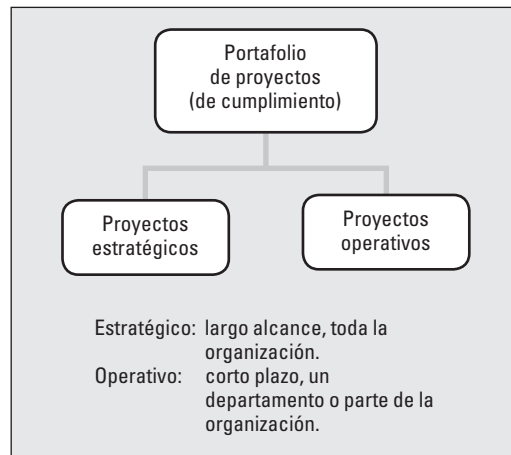 Portafolio
de proyectos
(de cumplimiento)
Proyectos
estratégicos
Proyectos
operativos
Estratégico: largo alcance, toda la
organización.
Operativo: corto plazo, un
departamento o parte de la
organización.